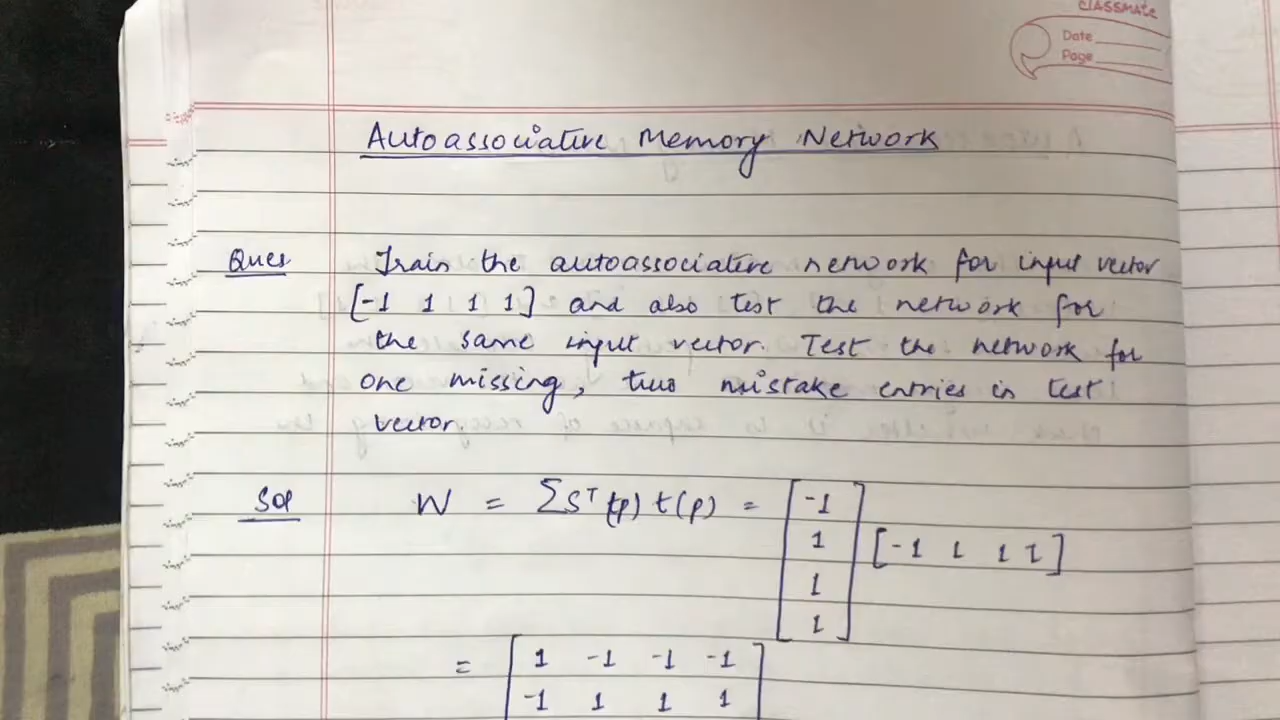 CLASSMATE
Date
Page
Autoassociative Memory Network
Ques Train the autoassociative network for input vector
[-1 1 1 1] and also test the network for
the same input vector. Test the network for
one missing, two mistake entries in test
vector.
Sol W = ΣSᵀ(p) t(p) = [-1
1 [-1 1 1 1]
1
1]
= [1 -1 -1 -1]
-1 1 1 1